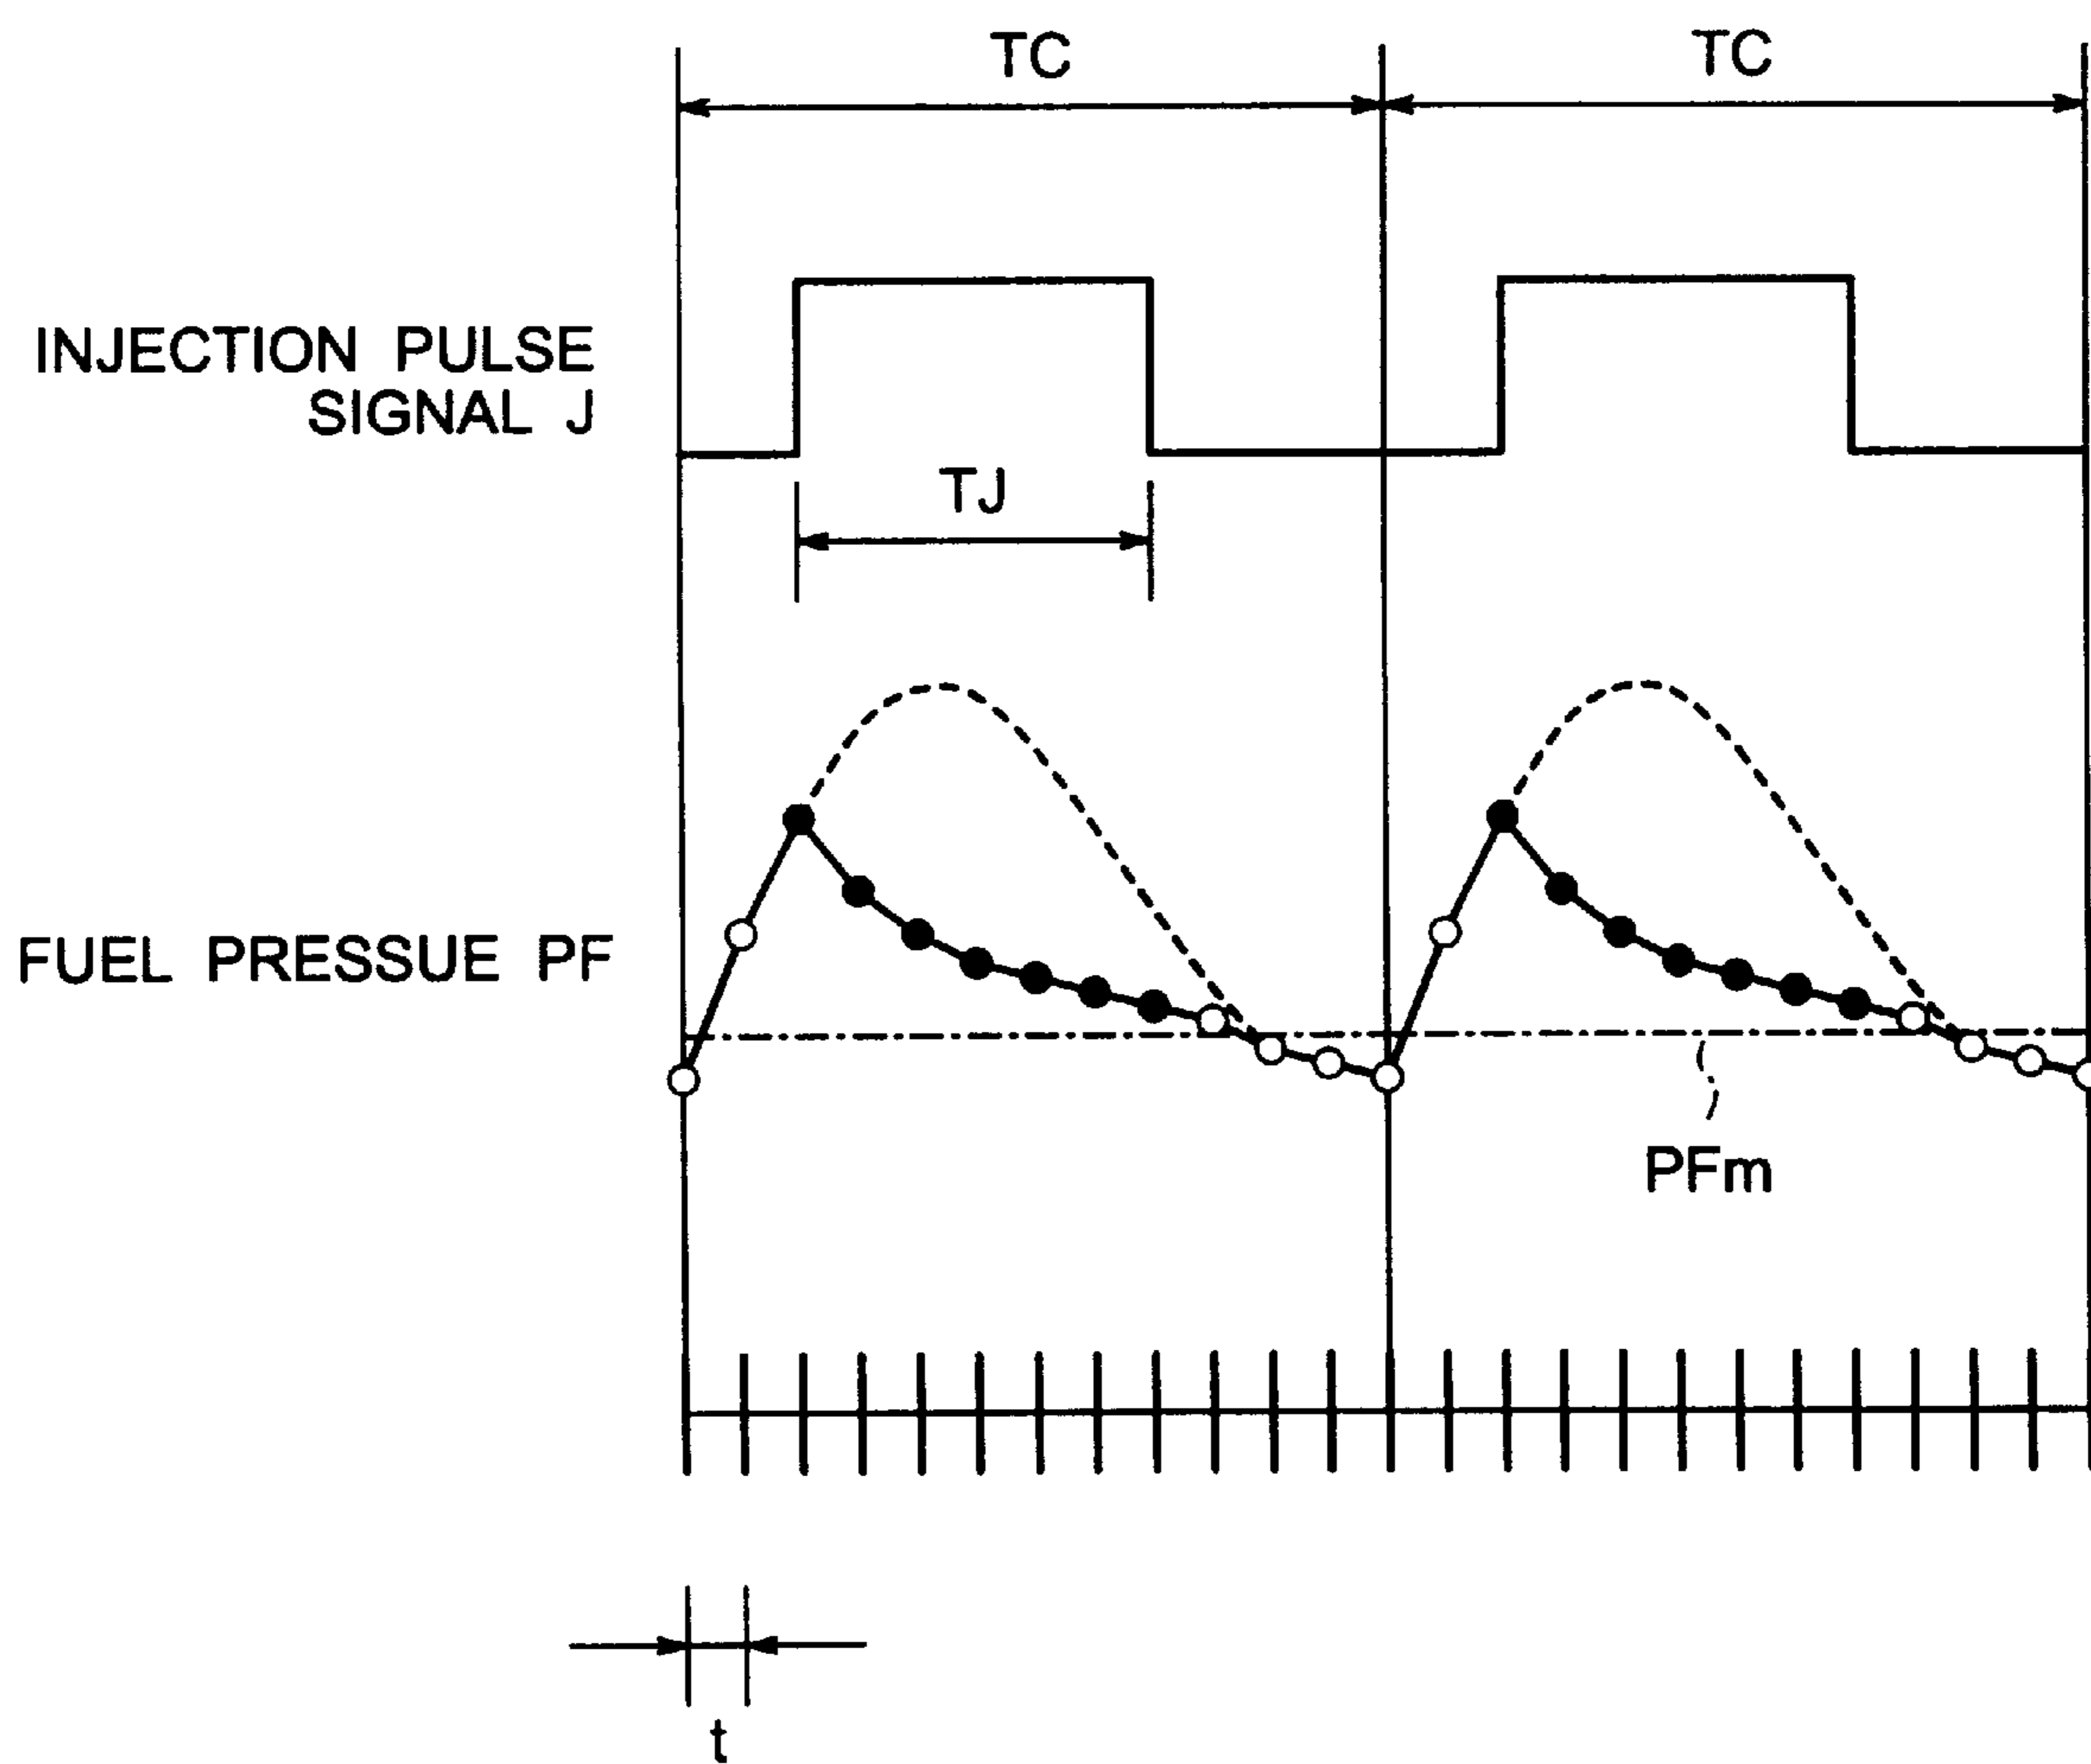 TC
TC
INJECTION PULSE
SIGNAL J
TJ
FUEL PRESSUE PF
PFm
t